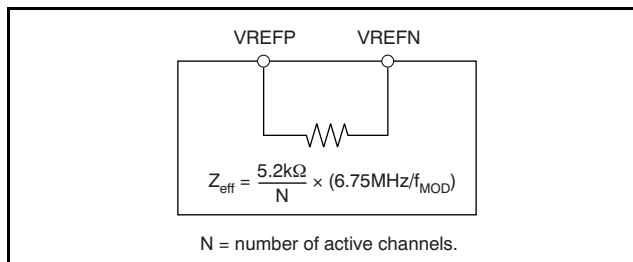 VREFP VREFN
Z_eff = 5.2kΩ/N × (6.75MHz/f_MOD)
N = number of active channels.